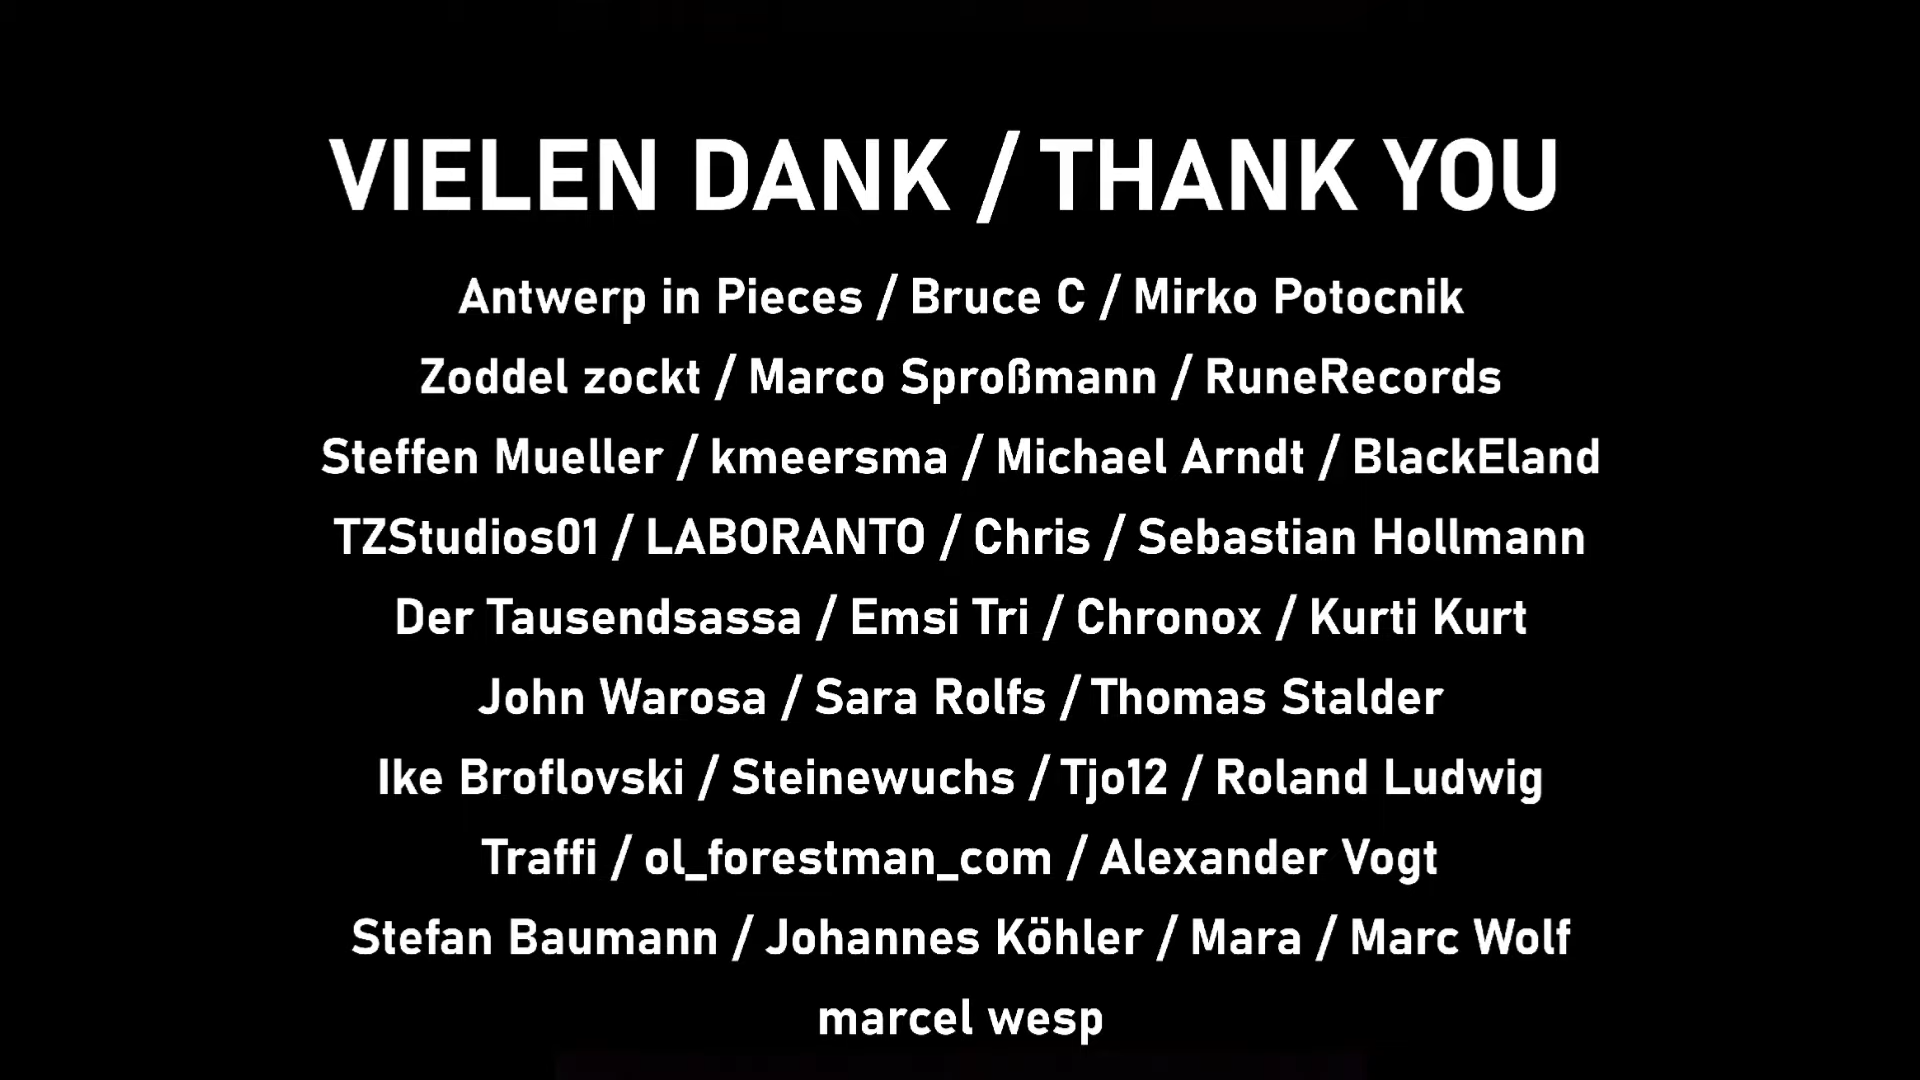 VIELEN DANK / THANK YOU
Antwerp in Pieces / Bruce C / Mirko Potocnik
Zoddel zockt / Marco Sproßmann / RuneRecords
Steffen Mueller / kmeersma / Michael Arndt / BlackEland
TZStudios01 / LABORANTO / Chris / Sebastian Hollmann
Der Tausendsassa / Emsi Tri / Chronox / Kurti Kurt
John Warosa / Sara Rolfs / Thomas Stalder
Ike Broflovski / Steinewuchs / Tjo12 / Roland Ludwig
Traffi / ol_forestman_com / Alexander Vogt
Stefan Baumann / Johannes Köhler / Mara / Marc Wolf
marcel wesp